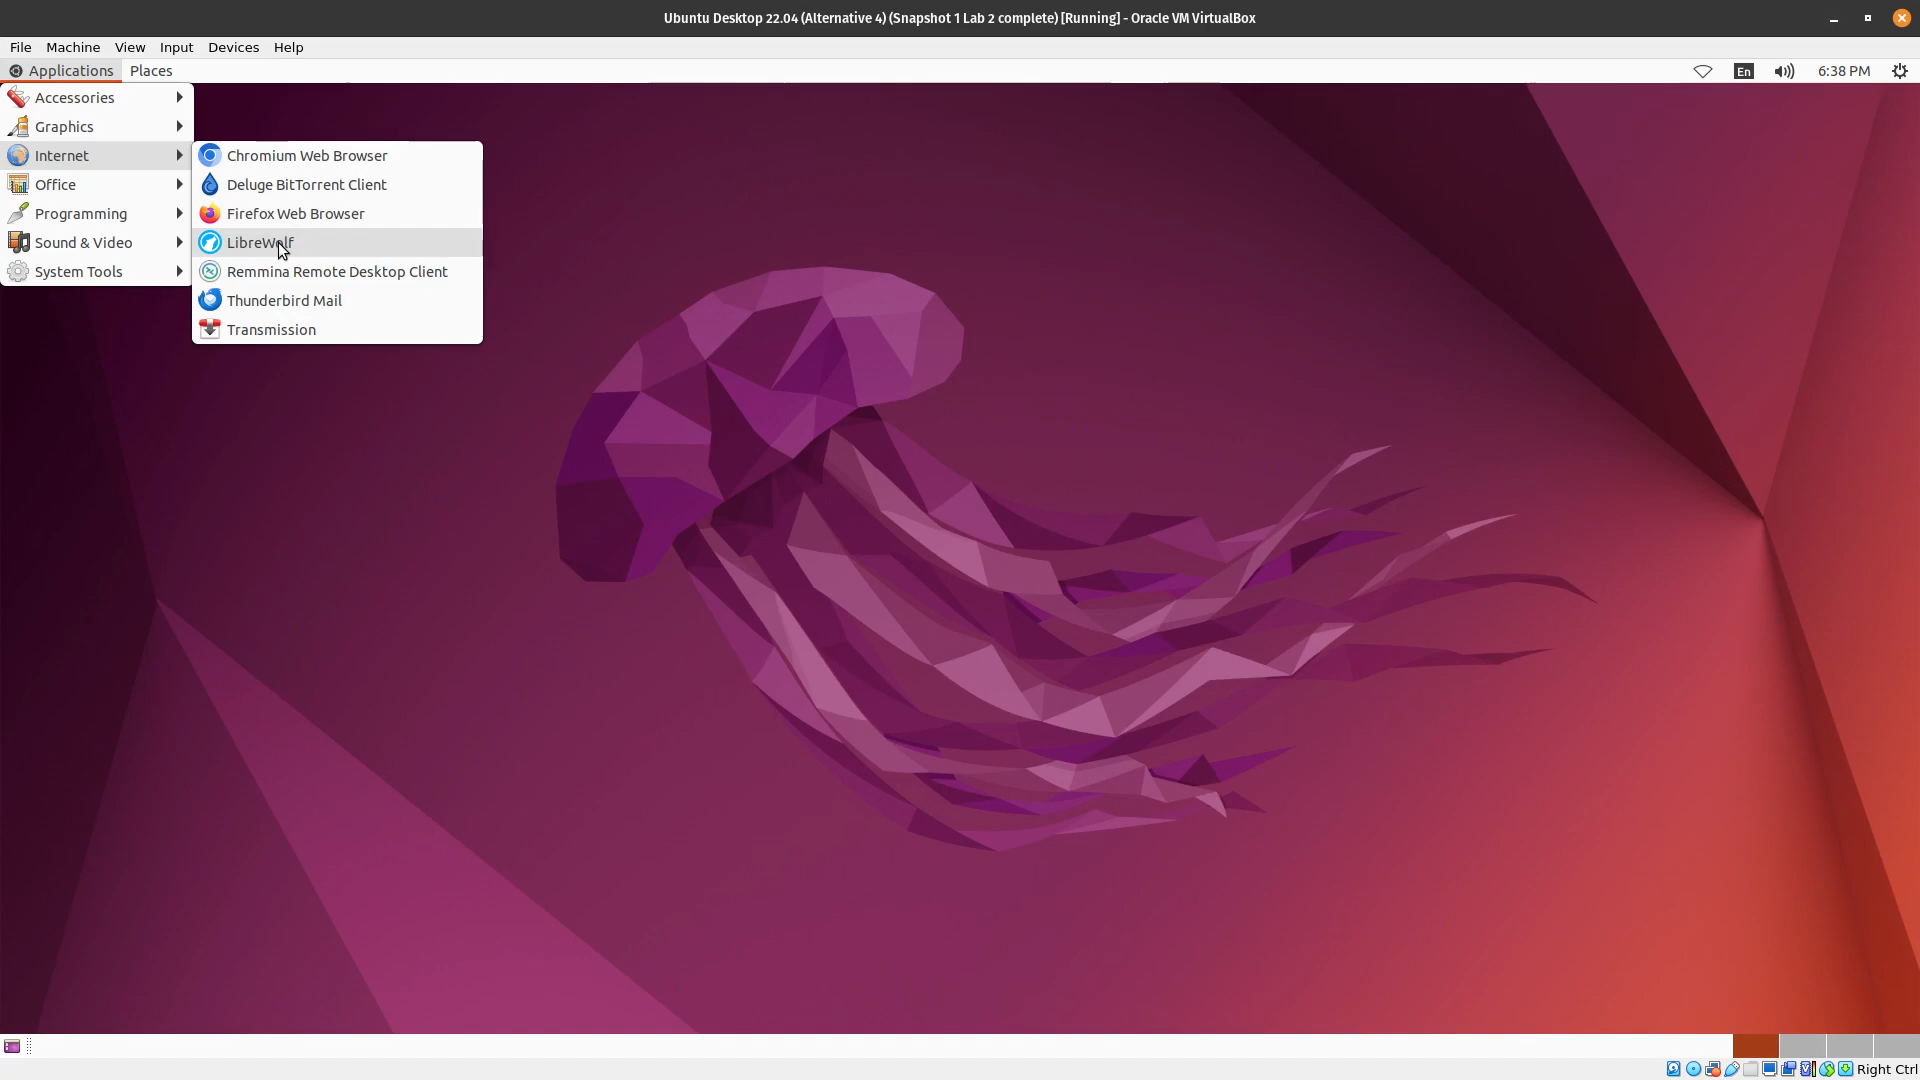 Ubuntu Desktop 22.04 (Alternative 4) (Snapshot 1 Lab 2 complete) [Running] - Oracle VM VirtualBox
File Machine View Input Devices Help
Applications Places En 6:38 PM
Accessories
Graphics
Internet
Office
Programming
Sound & Video
System Tools
Chromium Web Browser
Deluge BitTorrent Client
Firefox Web Browser
LibreWolf
Remmina Remote Desktop Client
Thunderbird Mail
Transmission
Right Ctrl